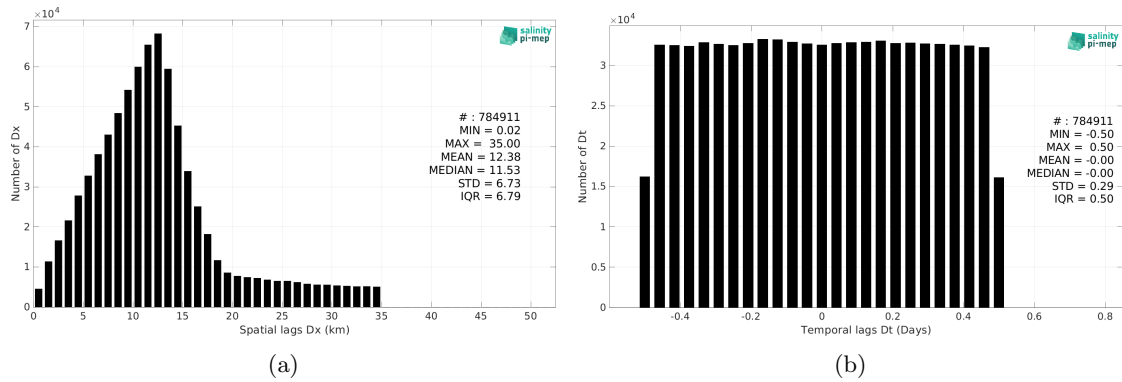 ×10⁴
7
6
5
4
3
2
1
0
Number of Dx
salinity
pi-mep
# : 784911
MIN = 0.02
MAX = 35.00
MEAN = 12.38
MEDIAN = 11.53
STD = 6.73
IQR = 6.79
0 5 10 15 20 25 30 35 40 45 50
Spatial lags Dx (km)
(a)
×10⁴
3
2.5
2
1.5
1
0.5
0
Number of Dt
salinity
pi-mep
# : 784911
MIN = -0.50
MAX = 0.50
MEAN = -0.00
MEDIAN = -0.00
STD = 0.29
IQR = 0.50
-0.4 -0.2 0 0.2 0.4 0.6 0.8
Temporal lags Dt (Days)
(b)